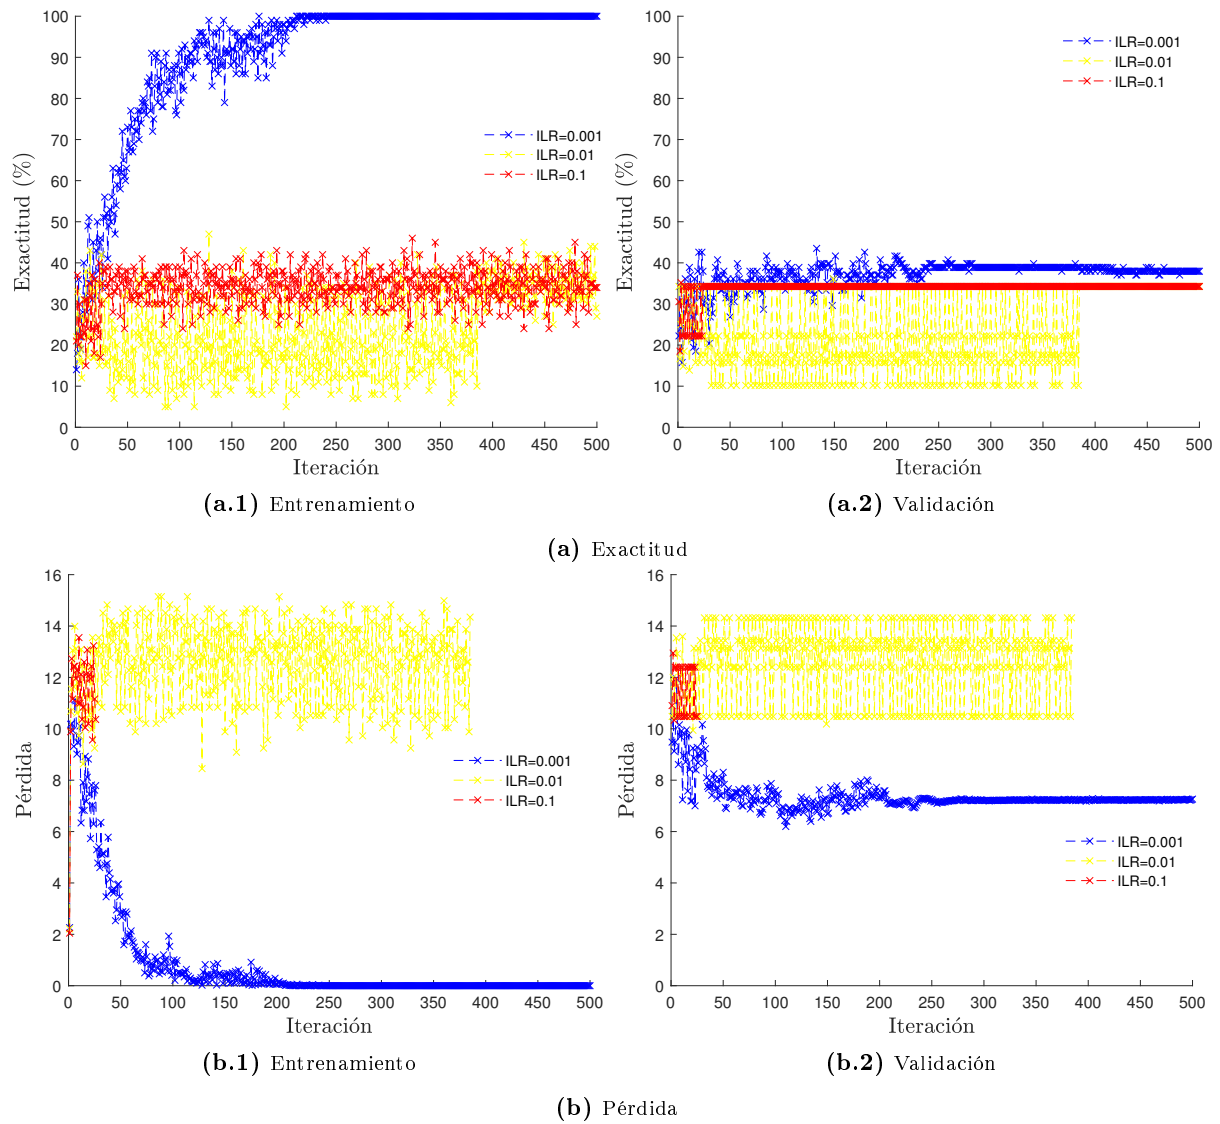 100
90
80
70
60
50
40
30
20
10
0
Exactitud (%)
ILR=0.001
ILR=0.01
ILR=0.1
0 50 100 150 200 250 300 350 400 450 500
Iteración
(a.1) Entrenamiento
100
90
80
70
60
50
40
30
20
10
0
Exactitud (%)
ILR=0.001
ILR=0.01
ILR=0.1
0 50 100 150 200 250 300 350 400 450 500
Iteración
(a.2) Validación
(a) Exactitud
16
14
12
10
8
6
4
2
0
Pérdida
ILR=0.001
ILR=0.01
ILR=0.1
0 50 100 150 200 250 300 350 400 450 500
Iteración
(b.1) Entrenamiento
16
14
12
10
8
6
4
2
0
Pérdida
ILR=0.001
ILR=0.01
ILR=0.1
0 50 100 150 200 250 300 350 400 450 500
Iteración
(b.2) Validación
(b) Pérdida